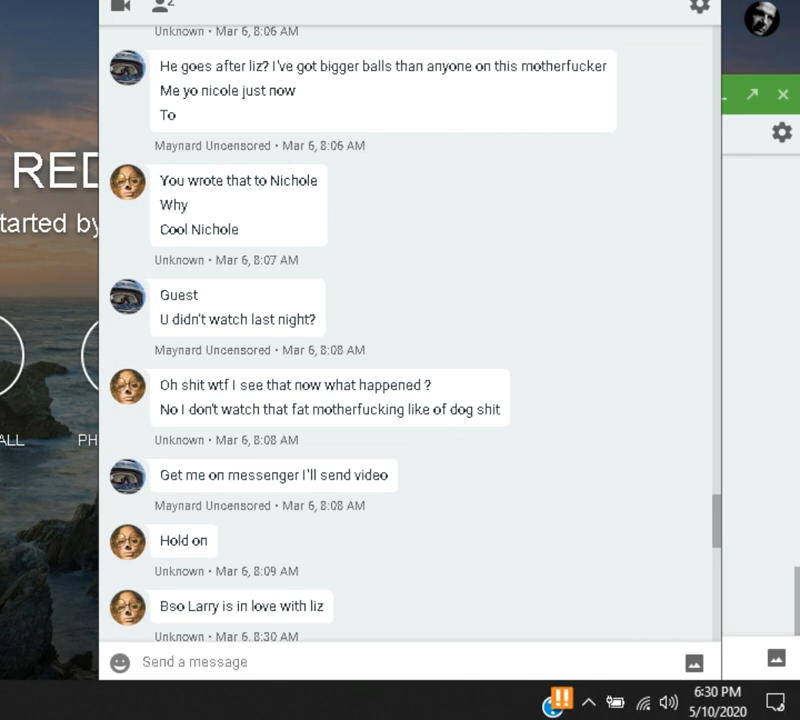 2
Unknown • Mar 6, 8:06 AM
He goes after liz? I've got bigger balls than anyone on this motherfucker
Me yo nicole just now
To
Maynard Uncensored • Mar 6, 8:06 AM
RED
tarted by
You wrote that to Nichole
Why
Cool Nichole
Unknown • Mar 6, 8:07 AM
Guest
U didn't watch last night?
Maynard Uncensored • Mar 6, 8:08 AM
Oh shit wtf I see that now what happened ?
No I don't watch that fat motherfucking like of dog shit
Unknown • Mar 6, 8:08 AM
ALL
PH
Get me on messenger I'll send video
Maynard Uncensored • Mar 6, 8:08 AM
Hold on
Unknown • Mar 6, 8:09 AM
Bso Larry is in love with liz
Unknown • Mar 6, 8:30 AM
Send a message
6:30 PM
5/10/2020